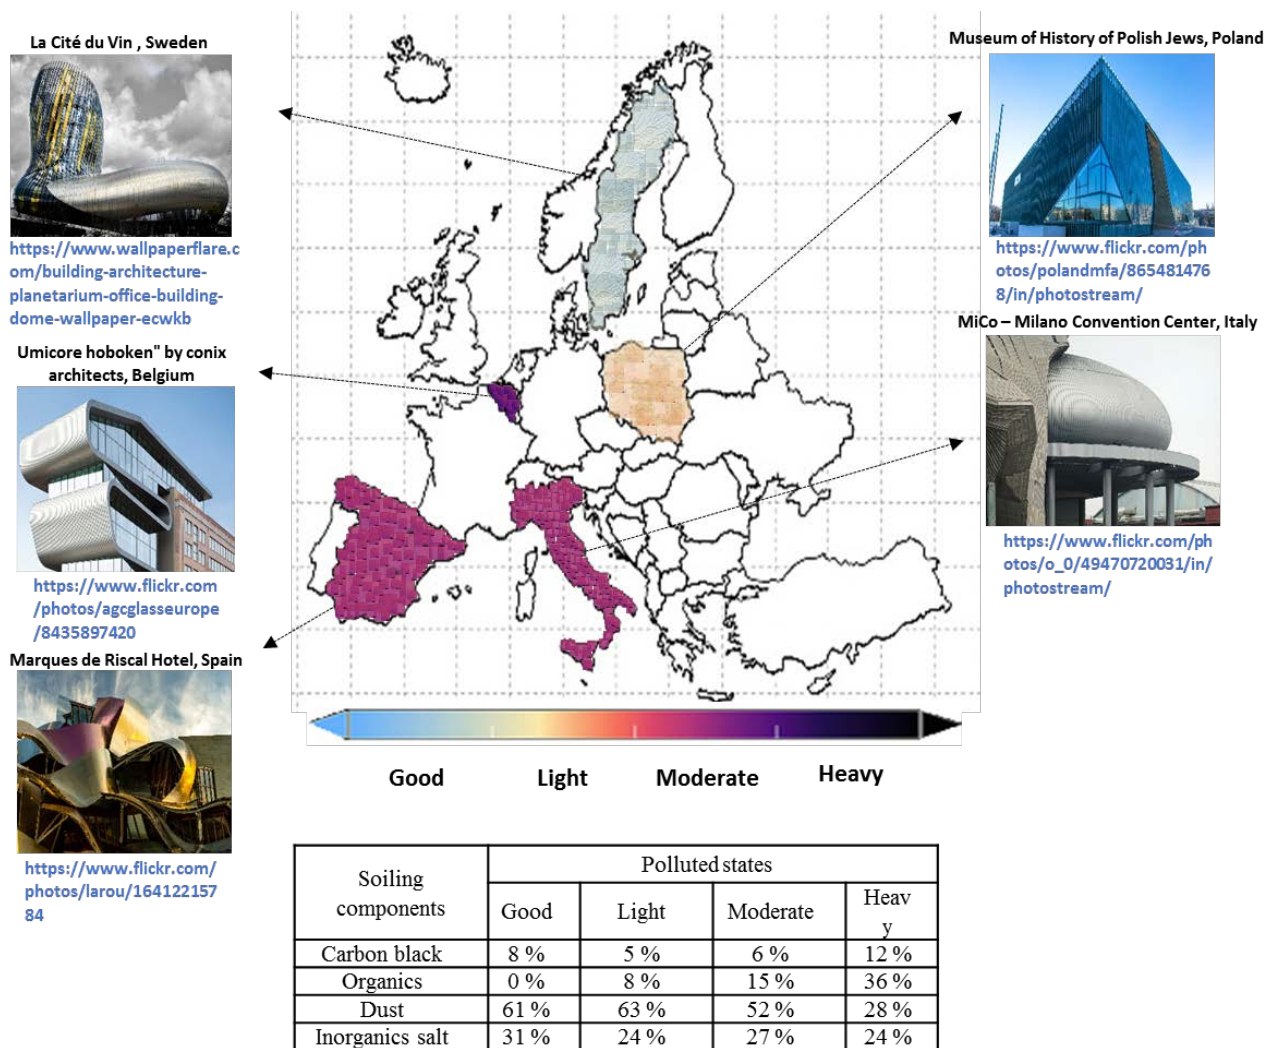 La Cité du Vin , Sweden
https://www.wallpaperflare.c
om/building-architecture-
planetarium-office-building-
dome-wallpaper-ecwkb
Umicore hoboken" by conix
architects, Belgium
https://www.flickr.com
/photos/agcglasseurope
/8435897420
Marques de Riscal Hotel, Spain
https://www.flickr.com/
photos/larou/164122157
84
Museum of History of Polish Jews, Poland
https://www.flickr.com/ph
otos/polandmfa/865481476
8/in/photostream/
MiCo – Milano Convention Center, Italy
https://www.flickr.com/ph
otos/o_0/49470720031/in/
photostream/
Good Light Moderate Heavy
Soiling
components
Polluted states
Good Light Moderate Heav
y
Carbon black 8 % 5 % 6 % 12 %
Organics 0 % 8 % 15 % 36 %
Dust 61 % 63 % 52 % 28 %
Inorganics salt 31 % 24 % 27 % 24 %